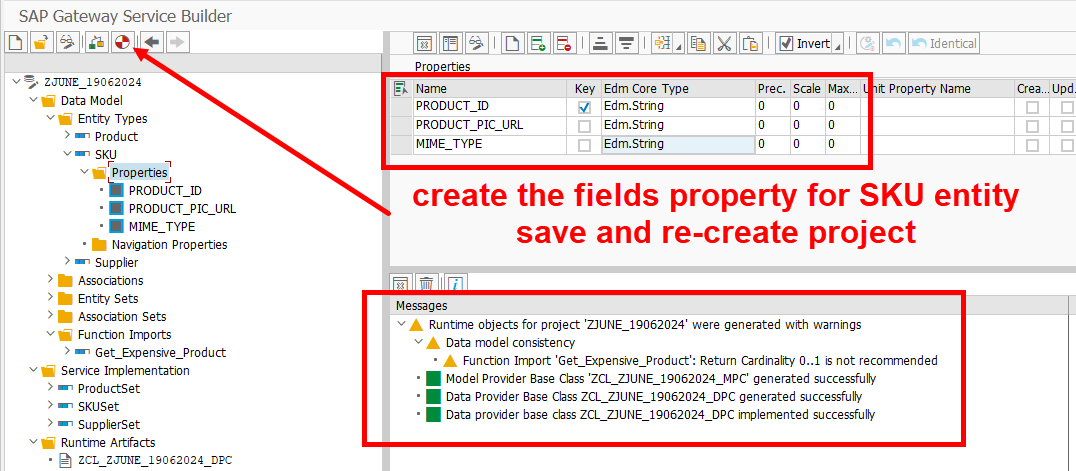 SAP Gateway Service Builder
Invert
Identical
Properties
Name Key Edm Core Type Prec. Scale Max... Unit Property Name Crea... Upd.
PRODUCT_ID Edm.String 0 0 0
PRODUCT_PIC_URL Edm.String 0 0 0
MIME_TYPE Edm.String 0 0 0
ZJUNE_19062024
Data Model
Entity Types
Product
SKU
Properties
PRODUCT_ID
PRODUCT_PIC_URL
MIME_TYPE
Navigation Properties
Supplier
Associations
Entity Sets
Association Sets
Function Imports
Get_Expensive_Product
Service Implementation
ProductSet
SKUSet
SupplierSet
Runtime Artifacts
ZCL_ZJUNE_19062024_DPC
create the fields property for SKU entity
save and re-create project
Messages
Runtime objects for project 'ZJUNE_19062024' were generated with warnings
Data model consistency
Function Import 'Get_Expensive_Product': Return Cardinality 0..1 is not recommended
Model Provider Base Class 'ZCL_ZJUNE_19062024_MPC' generated successfully
Data Provider Base Class ZCL_ZJUNE_19062024_DPC generated successfully
Data provider base class ZCL_ZJUNE_19062024_DPC implemented successfully